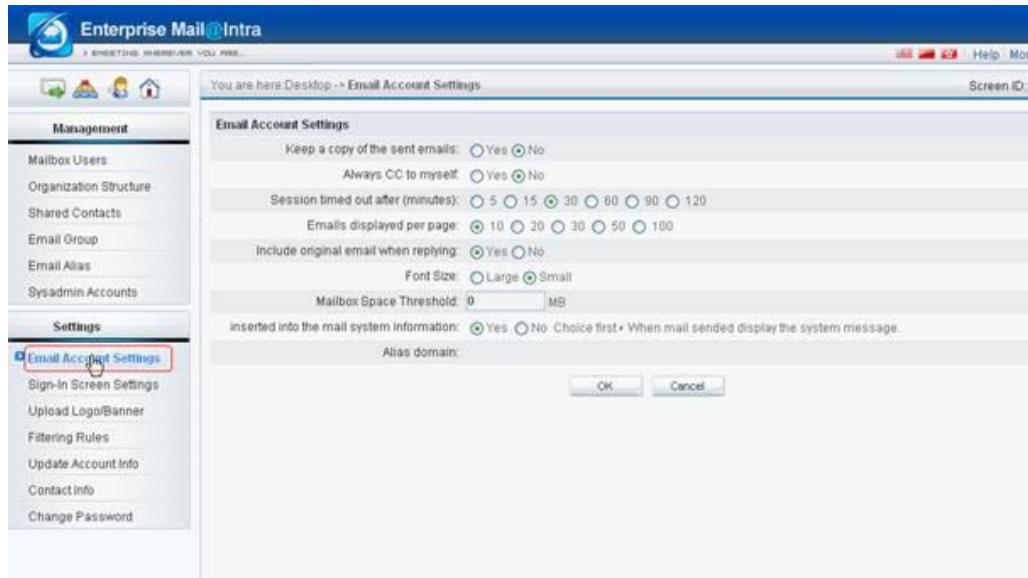 Enterprise Mail@Intra
YOU ARE...
Help Mo
You are here:Desktop -> Email Account Settings
Screen ID:
Management
Mailbox Users
Organization Structure
Shared Contacts
Email Group
Email Alias
Sysadmin Accounts
Settings
Email Account Settings
Sign-In Screen Settings
Upload Logo/Banner
Filtering Rules
Update Account Info
Contact Info
Change Password
Email Account Settings
Keep a copy of the sent emails: Yes No
Always CC to myself: Yes No
Session timed out after (minutes): 5 15 30 60 90 120
Emails displayed per page: 10 20 30 50 100
Include original email when replying: Yes No
Font Size: Large Small
Mailbox Space Threshold: 0 MB
inserted into the mail system information: Yes No Choice first, When mail sended display the system message.
Alias domain:
OK Cancel